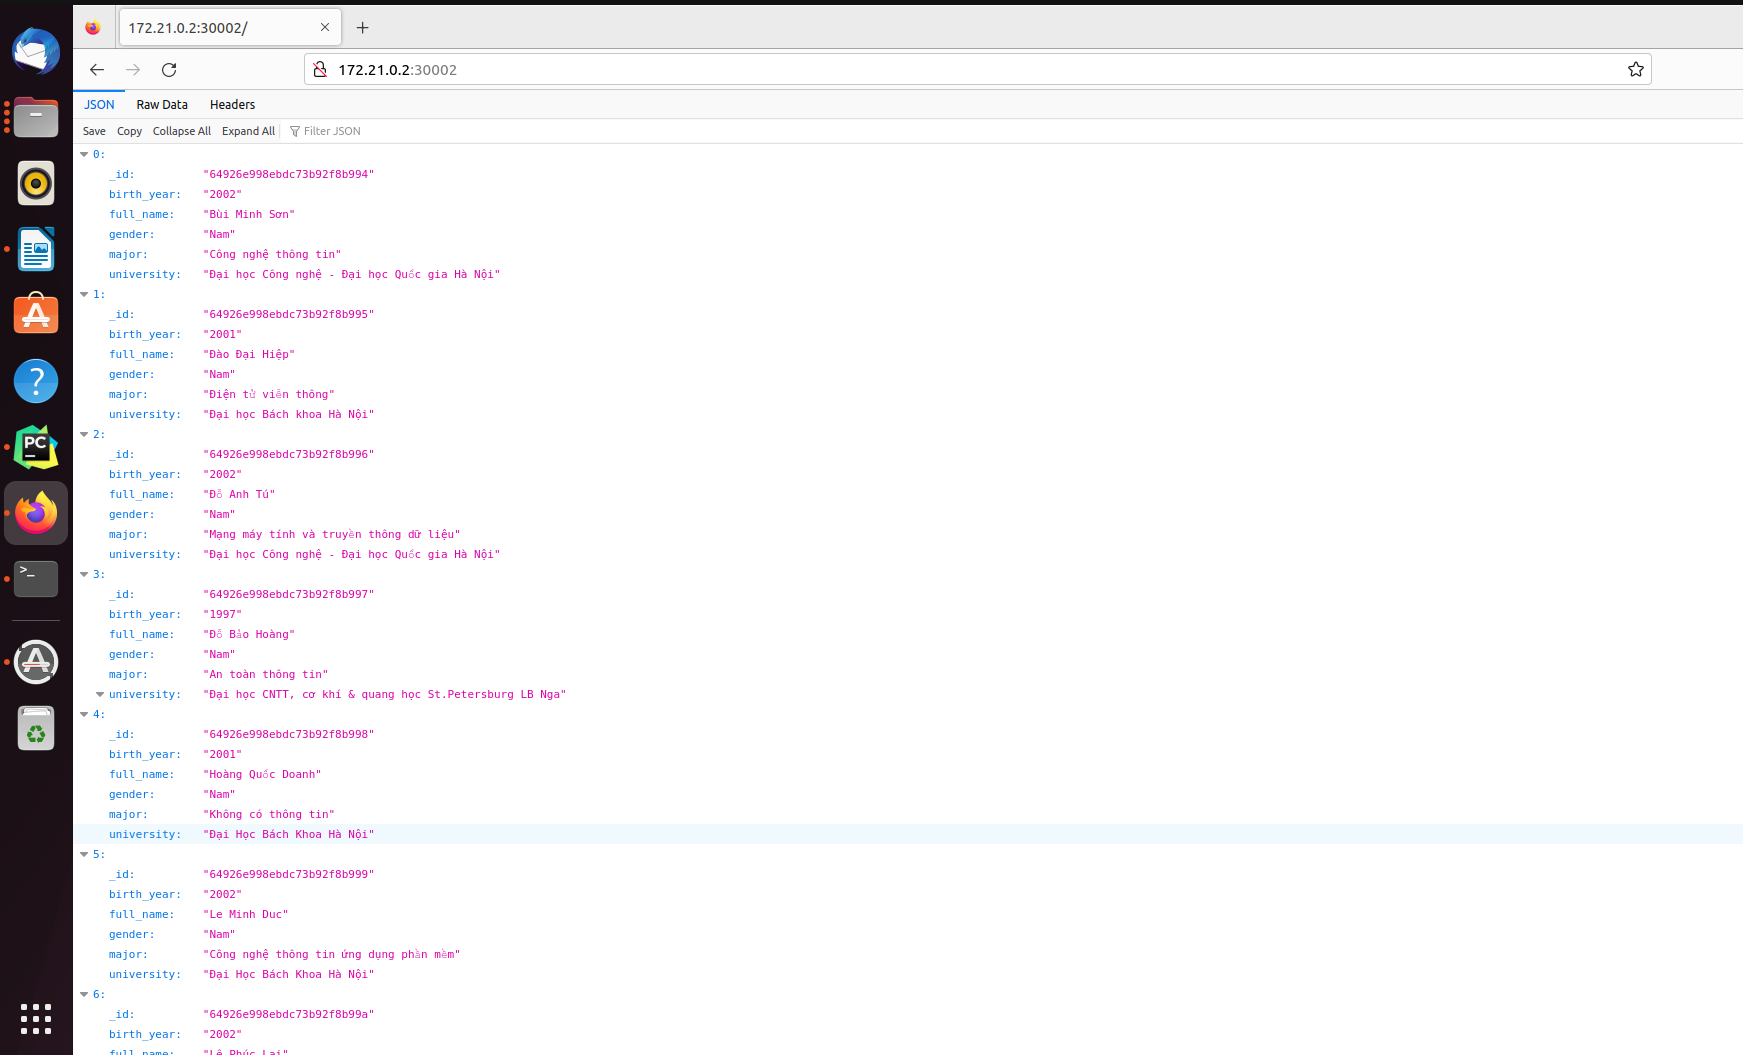 172.21.0.2:30002/
172.21.0.2:30002
JSON Raw Data Headers
Save Copy Collapse All Expand All Filter JSON
0:
_id: "64926e998ebdc73b92f8b994"
birth_year: "2002"
full_name: "Bùi Minh Sơn"
gender: "Nam"
major: "Công nghệ thông tin"
university: "Đại học Công nghệ - Đại học Quốc gia Hà Nội"
1:
_id: "64926e998ebdc73b92f8b995"
birth_year: "2001"
full_name: "Đào Đại Hiệp"
gender: "Nam"
major: "Điện tử viễn thông"
university: "Đại học Bách khoa Hà Nội"
2:
_id: "64926e998ebdc73b92f8b996"
birth_year: "2002"
full_name: "Đỗ Anh Tú"
gender: "Nam"
major: "Mạng máy tính và truyền thông dữ liệu"
university: "Đại học Công nghệ - Đại học Quốc gia Hà Nội"
3:
_id: "64926e998ebdc73b92f8b997"
birth_year: "1997"
full_name: "Đỗ Bảo Hoàng"
gender: "Nam"
major: "An toàn thông tin"
university: "Đại học CNTT, cơ khí & quang học St.Petersburg LB Nga"
4:
_id: "64926e998ebdc73b92f8b998"
birth_year: "2001"
full_name: "Hoàng Quốc Doanh"
gender: "Nam"
major: "Không có thông tin"
university: "Đại Học Bách Khoa Hà Nội"
5:
_id: "64926e998ebdc73b92f8b999"
birth_year: "2002"
full_name: "Le Minh Duc"
gender: "Nam"
major: "Công nghệ thông tin ứng dụng phần mềm"
university: "Đại Học Bách Khoa Hà Nội"
6:
_id: "64926e998ebdc73b92f8b99a"
birth_year: "2002"
full_name: "Lê Phúc Lai"
PC
>_